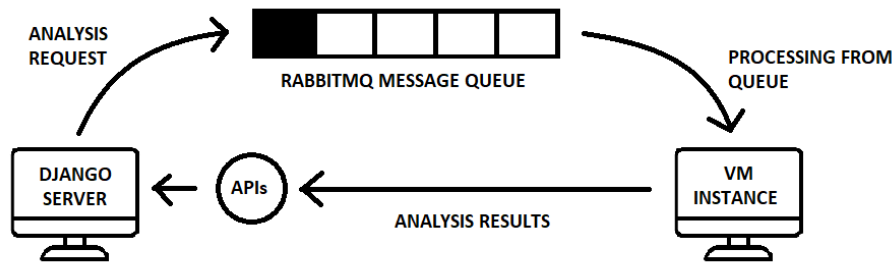 ANALYSIS
REQUEST
RABBITMQ MESSAGE QUEUE
PROCESSING FROM
QUEUE
DJANGO
SERVER
APIs
ANALYSIS RESULTS
VM
INSTANCE